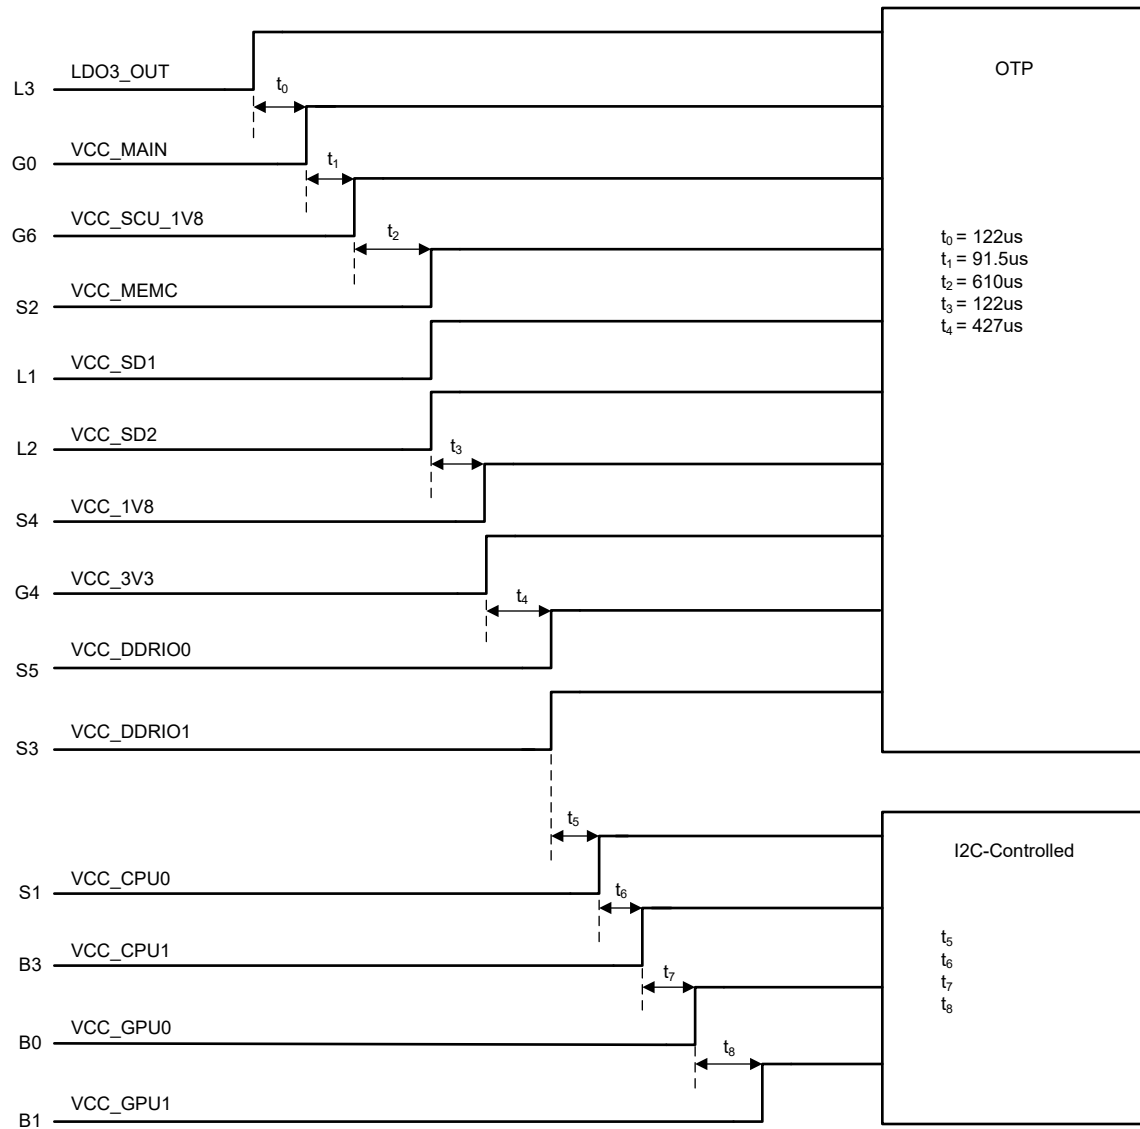 LDO3_OUT
L3
t0
OTP
VCC_MAIN
G0
t1
VCC_SCU_1V8
G6
t2
t0 = 122us
t1 = 91.5us
t2 = 610us
t3 = 122us
t4 = 427us
VCC_MEMC
S2
VCC_SD1
L1
VCC_SD2
L2
t3
VCC_1V8
S4
VCC_3V3
G4
t4
VCC_DDRIO0
S5
VCC_DDRIO1
S3
t5
I2C-Controlled
VCC_CPU0
S1
t6
VCC_CPU1
B3
t5
t6
t7
t8
t7
VCC_GPU0
B0
t8
VCC_GPU1
B1